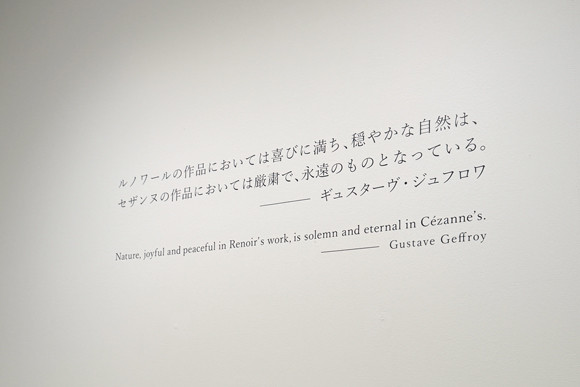 ルノワールの作品においては喜びに満ち、穏やかな自然は、
セザンヌの作品においては厳粛で、永遠のものとなっている。
——— ギュスターヴ・ジュフロワ
Nature, joyful and peaceful in Renoir's work, is solemn and eternal in Cézanne's.
——— Gustave Geffroy